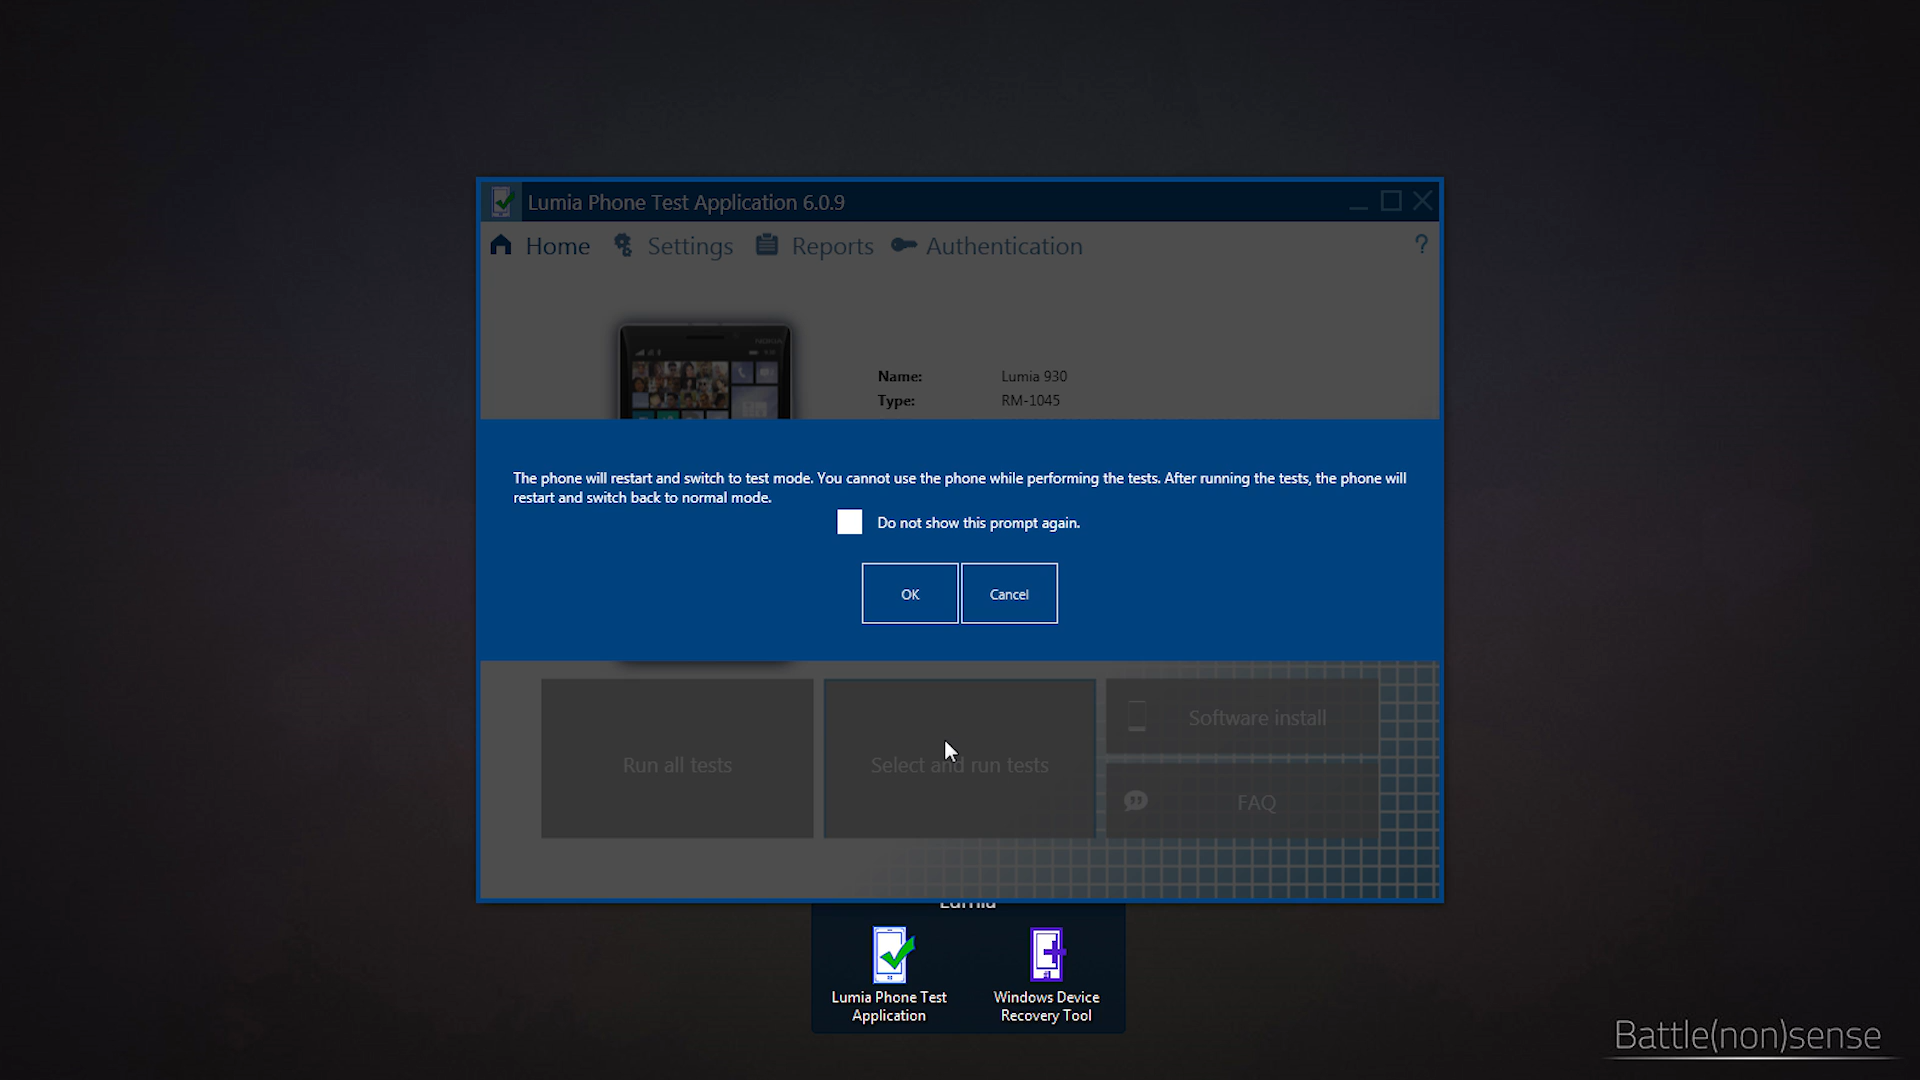 Lumia Phone Test Application 6.0.9
Home Settings Reports Authentication ?
NOKIA
Name: Lumia 930
Type: RM-1045
The phone will restart and switch to test mode. You cannot use the phone while performing the tests. After running the tests, the phone will
restart and switch back to normal mode.
Do not show this prompt again.
OK Cancel
Run all tests
Select and run tests
Software install
FAQ
Lumia
Lumia Phone Test
Application
Windows Device
Recovery Tool
Battle(non)sense